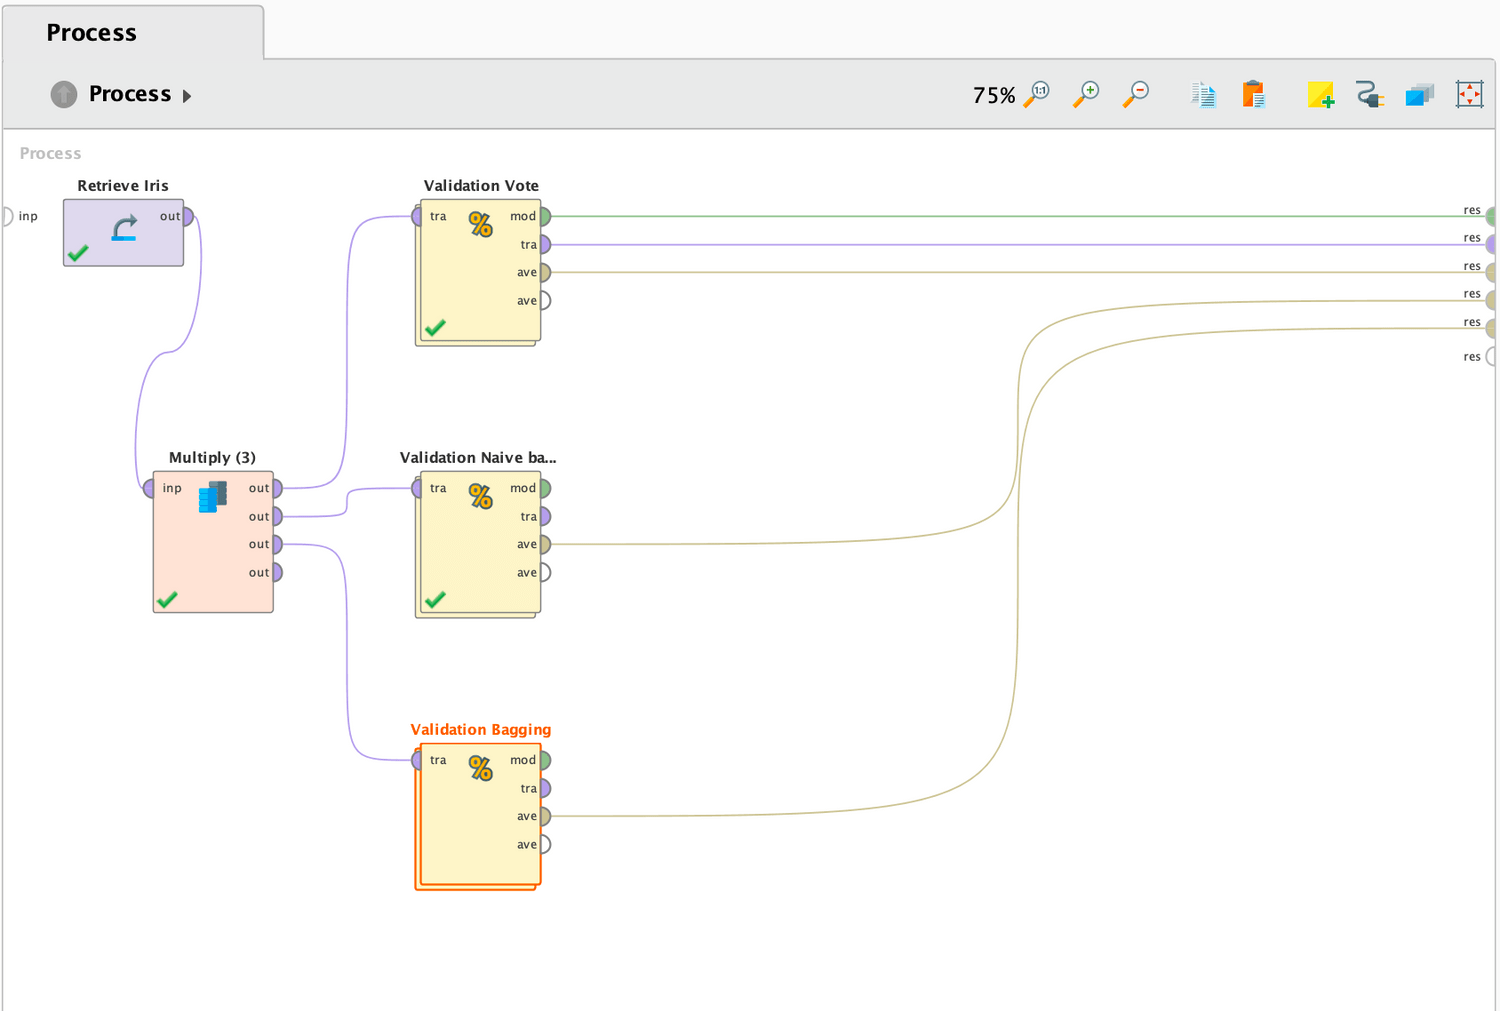 Process
Process
75%
1:1
Process
Retrieve Iris
inp
out
Validation Vote
tra
mod
tra
ave
ave
res
res
res
res
res
res
Multiply (3)
inp
out
out
out
out
Validation Naive ba...
tra
%
mod
tra
ave
ave
Validation Bagging
tra
%
mod
tra
ave
ave